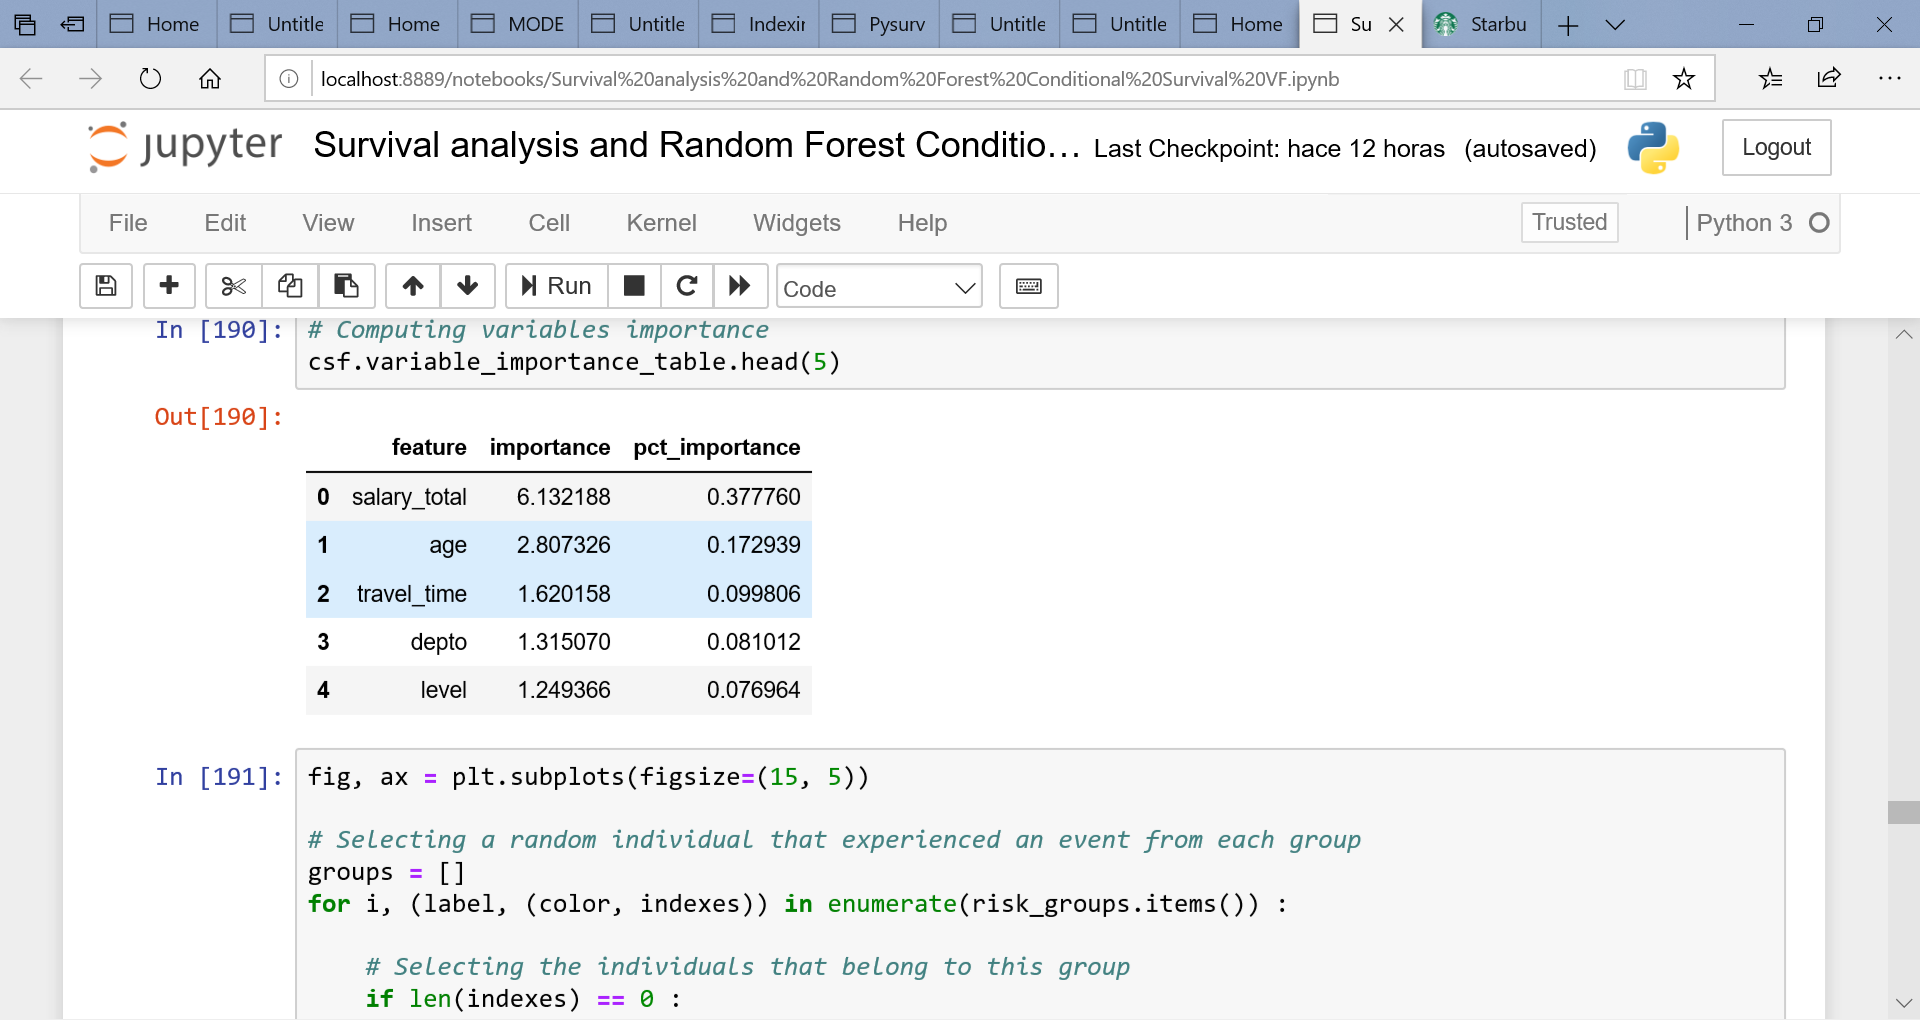 Home Untitle Home MODE Untitle Indexir Pysurv Untitle Untitle Home Su Starbu
localhost:8889/notebooks/Survival%20analysis%20and%20Random%20Forest%20Conditional%20Survival%20VF.ipynb
jupyter Survival analysis and Random Forest Conditio... Last Checkpoint: hace 12 horas (autosaved) Logout
File Edit View Insert Cell Kernel Widgets Help Trusted Python 3
Run Code
In [190]: # Computing variables importance
csf.variable_importance_table.head(5)
Out[190]:
feature importance pct_importance
0 salary_total 6.132188 0.377760
1 age 2.807326 0.172939
2 travel_time 1.620158 0.099806
3 depto 1.315070 0.081012
4 level 1.249366 0.076964
In [191]: fig, ax = plt.subplots(figsize=(15, 5))
# Selecting a random individual that experienced an event from each group
groups = []
for i, (label, (color, indexes)) in enumerate(risk_groups.items()) :
# Selecting the individuals that belong to this group
if len(indexes) == 0 :